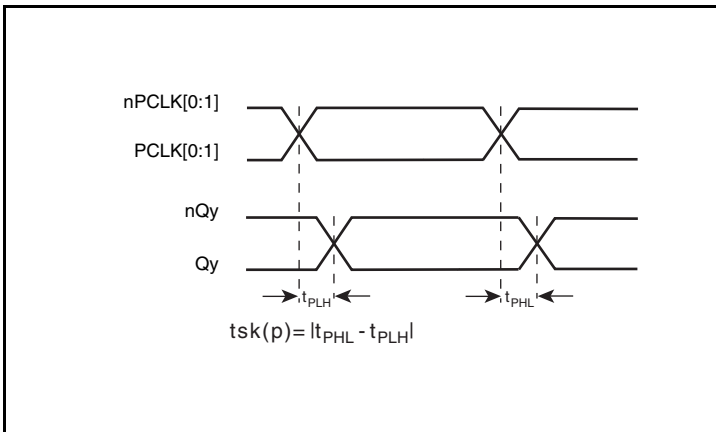 nPCLK[0:1]
PCLK[0:1]
nQy
Qy
tPLH
tPHL
tsk(p)= |tPHL - tPLH|